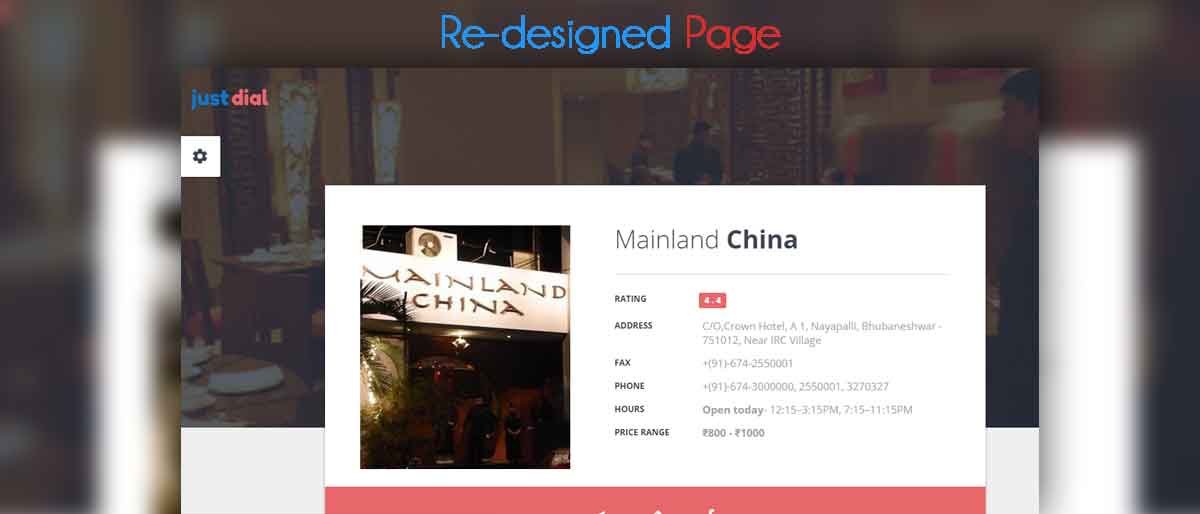 Re-designed Page
justdial
Mainland China
MAINLAND
CHINA
RATING 4.4
ADDRESS C/O,Crown Hotel, A 1, Nayapalli, Bhubaneshwar -
751012, Near IRC Village
FAX +(91)-674-2550001
PHONE +(91)-674-3000000, 2550001, 3270327
HOURS Open today- 12:15–3:15PM, 7:15–11:15PM
PRICE RANGE ₹800 - ₹1000